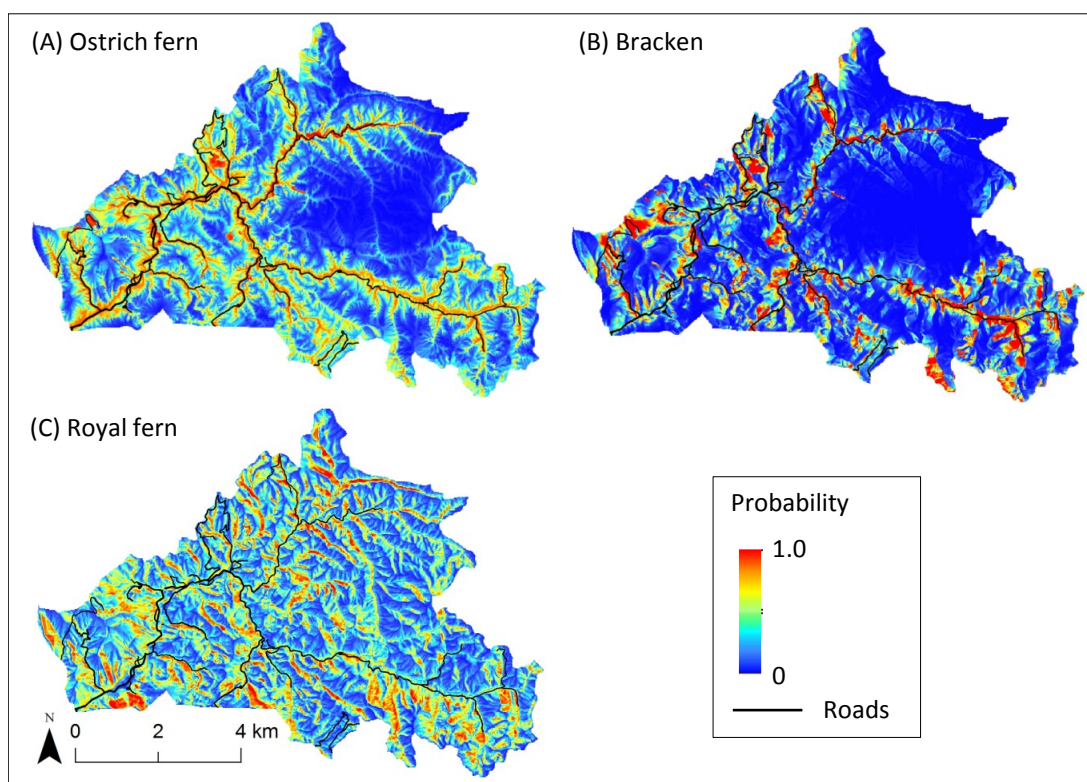 (A) Ostrich fern
(B) Bracken
(C) Royal fern
Probability
1.0
0
Roads
N
0 2 4 km